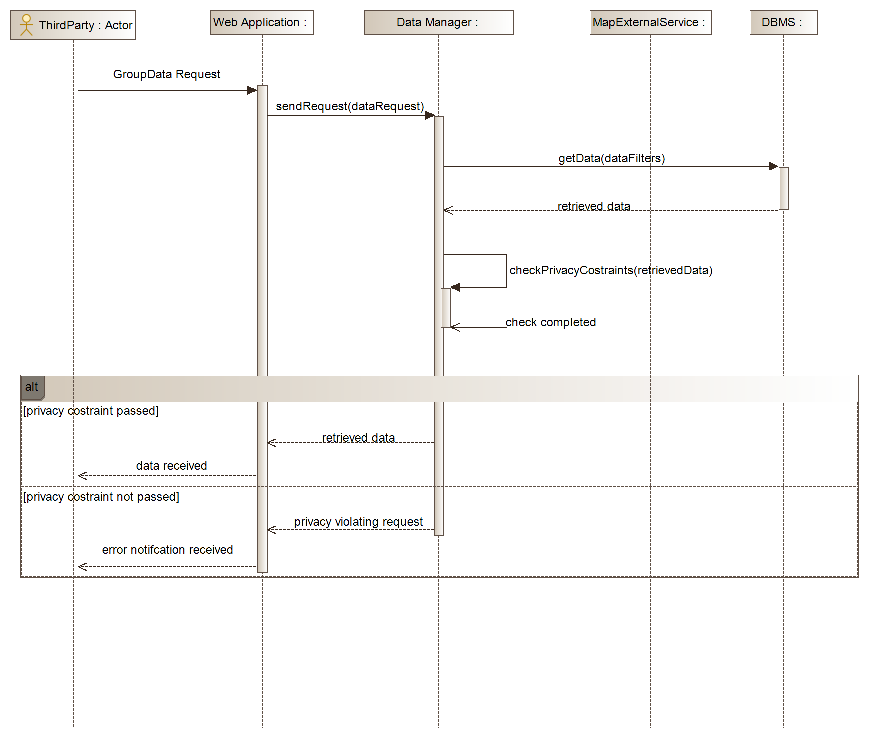 ThirdParty : Actor
Web Application :
Data Manager :
MapExternalService :
DBMS :
GroupData Request
sendRequest(dataRequest)
getData(dataFilters)
retrieved data
checkPrivacyCostraints(retrievedData)
check completed
alt
[privacy costraint passed]
retrieved data
data received
[privacy costraint not passed]
privacy violating request
error notifcation received